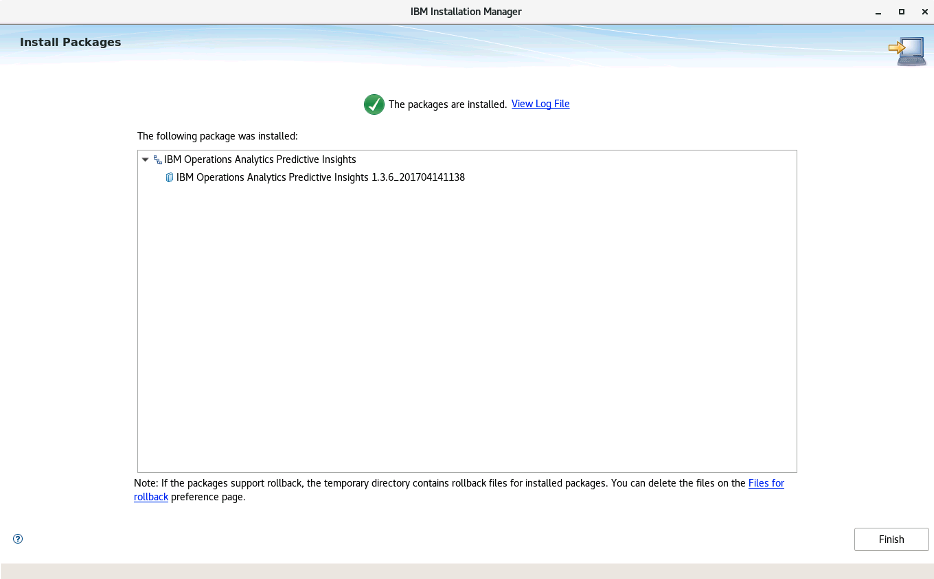 IBM Installation Manager
Install Packages
The packages are installed. View Log File
The following package was installed:
IBM Operations Analytics Predictive Insights
IBM Operations Analytics Predictive Insights 1.3.6_201704141138
Note: If the packages support rollback, the temporary directory contains rollback files for installed packages. You can delete the files on the Files for
rollback preference page.
?
Finish